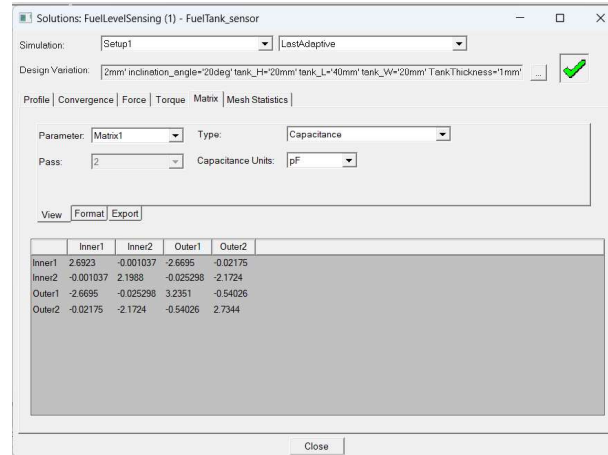 Solutions: FuelLevelSensing (1) - FuelTank_sensor
Simulation: Setup1 LastAdaptive
Design Variation: 2mm' inclination_angle='20deg' tank_H='20mm' tank_L='40mm' tank_W='20mm' TankThickness='1mm' ...
Profile Convergence Force Torque Matrix Mesh Statistics
Parameter: Matrix1 Type: Capacitance
Pass: 2 Capacitance Units: pF
View Format Export
Inner1 Inner2 Outer1 Outer2
Inner1 2.6923 -0.001037 -2.6695 -0.02175
Inner2 -0.001037 2.1988 -0.025298 -2.1724
Outer1 -2.6695 -0.025298 3.2351 -0.54026
Outer2 -0.02175 -2.1724 -0.54026 2.7344
Close